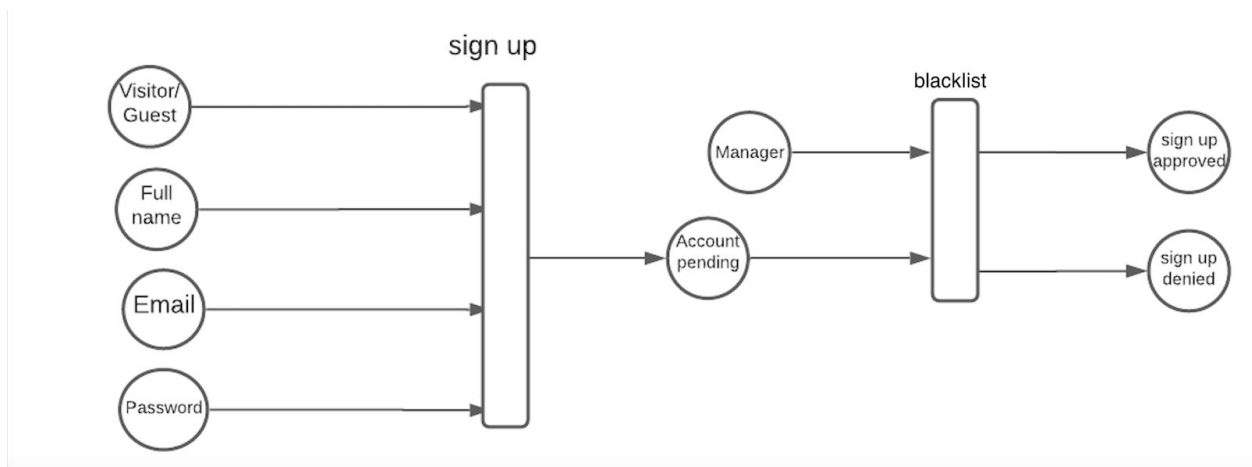 sign up
Visitor/
Guest
Full
name
Email
Password
Account
pending
Manager
blacklist
sign up
approved
sign up
denied